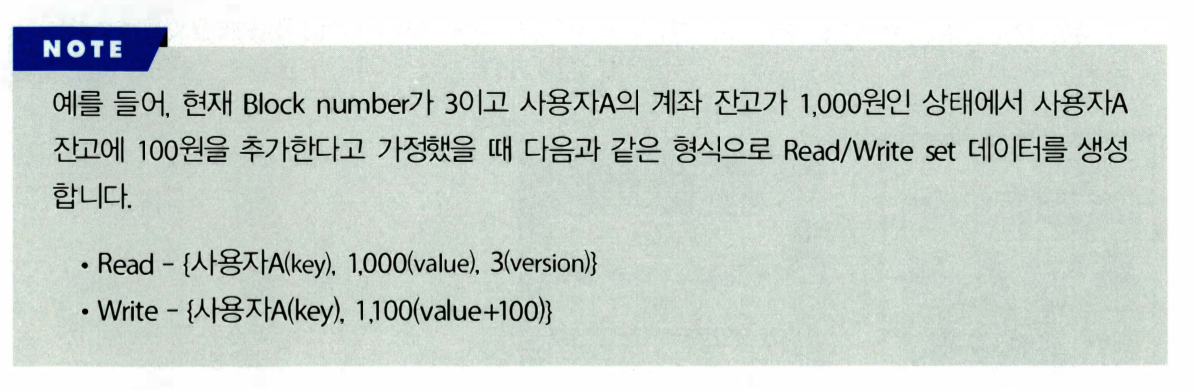 NOTE
예를 들어, 현재 Block number가 3이고 사용자A의 계좌 잔고가 1,000원인 상태에서 사용자A
잔고에 100원을 추가한다고 가정했을 때 다음과 같은 형식으로 Read/Write set 데이터를 생성
합니다.
• Read - {사용자A(key), 1,000(value), 3(version)}
• Write - {사용자A(key), 1,100(value+100)}